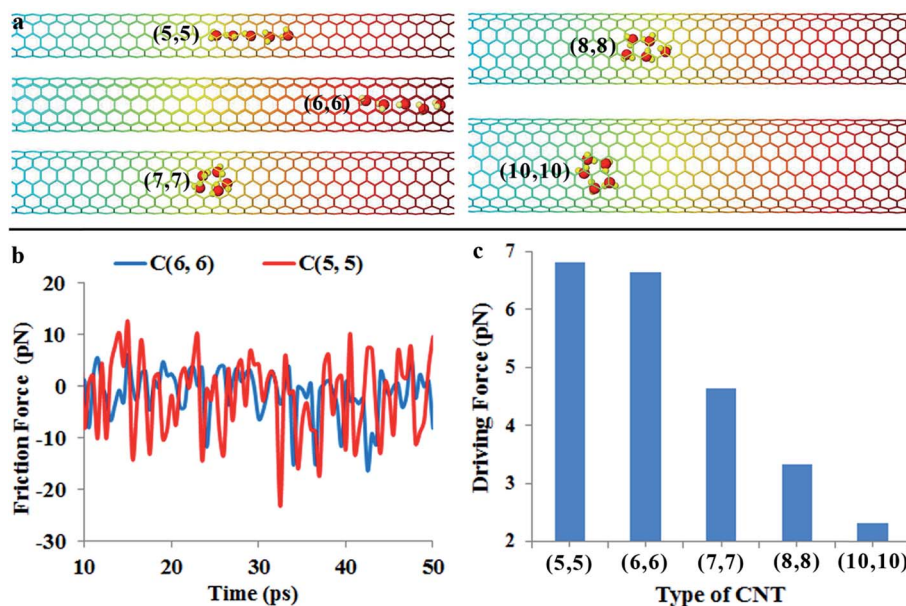 a
(5,5)
(6,6)
(7,7)
(8,8)
(10,10)
b
C(6, 6) C(5, 5)
Friction Force (pN)
20
10
0
-10
-20
-30
10 20 30 40 50
Time (ps)
c
Driving Force (pN)
7
6
5
4
3
2
(5,5) (6,6) (7,7) (8,8) (10,10)
Type of CNT